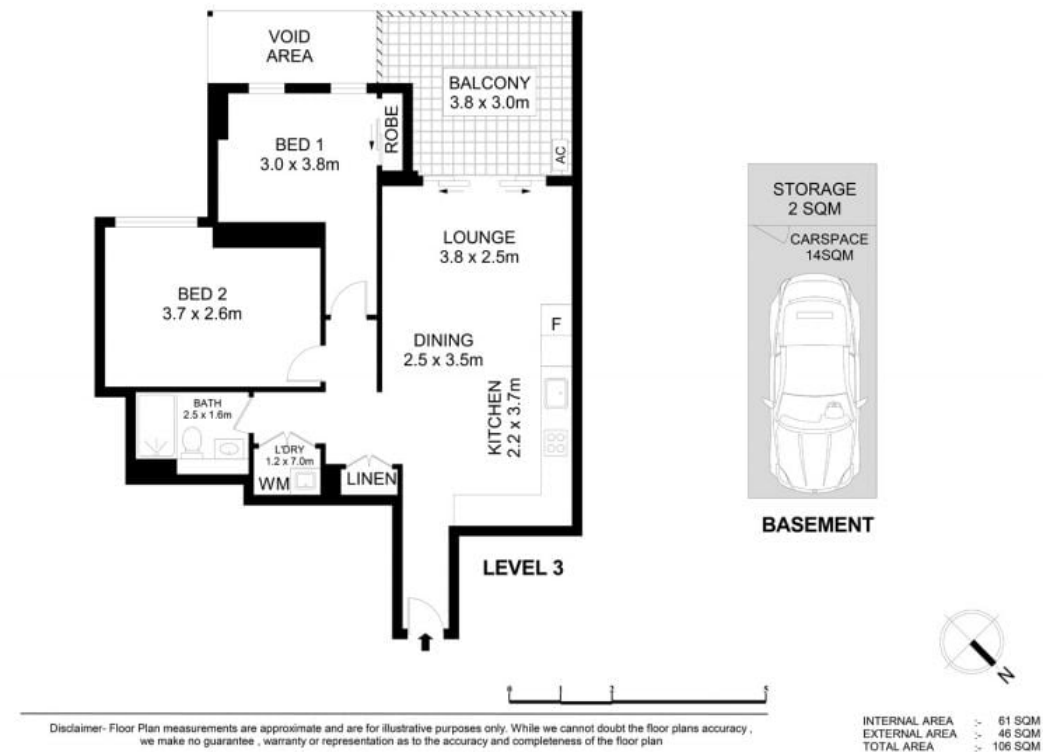 VOID
AREA
BALCONY
3.8 x 3.0m
BED 1
3.0 x 3.8m
ROBE
AC
LOUNGE
3.8 x 2.5m
BED 2
3.7 x 2.6m
F
DINING
2.5 x 3.5m
KITCHEN
2.2 x 3.7m
BATH
2.5 x 1.6m
L'DRY
1.2 x 7.0m
WM
LINEN
LEVEL 3
STORAGE
2 SQM
CARSPACE
14SQM
BASEMENT
N
0 2 5
Disclaimer- Floor Plan measurements are approximate and are for illustrative purposes only. While we cannot doubt the floor plans accuracy ,
we make no guarantee , warranty or representation as to the accuracy and completeness of the floor plan
INTERNAL AREA :- 61 SQM
EXTERNAL AREA :- 46 SQM
TOTAL AREA :- 106 SQM